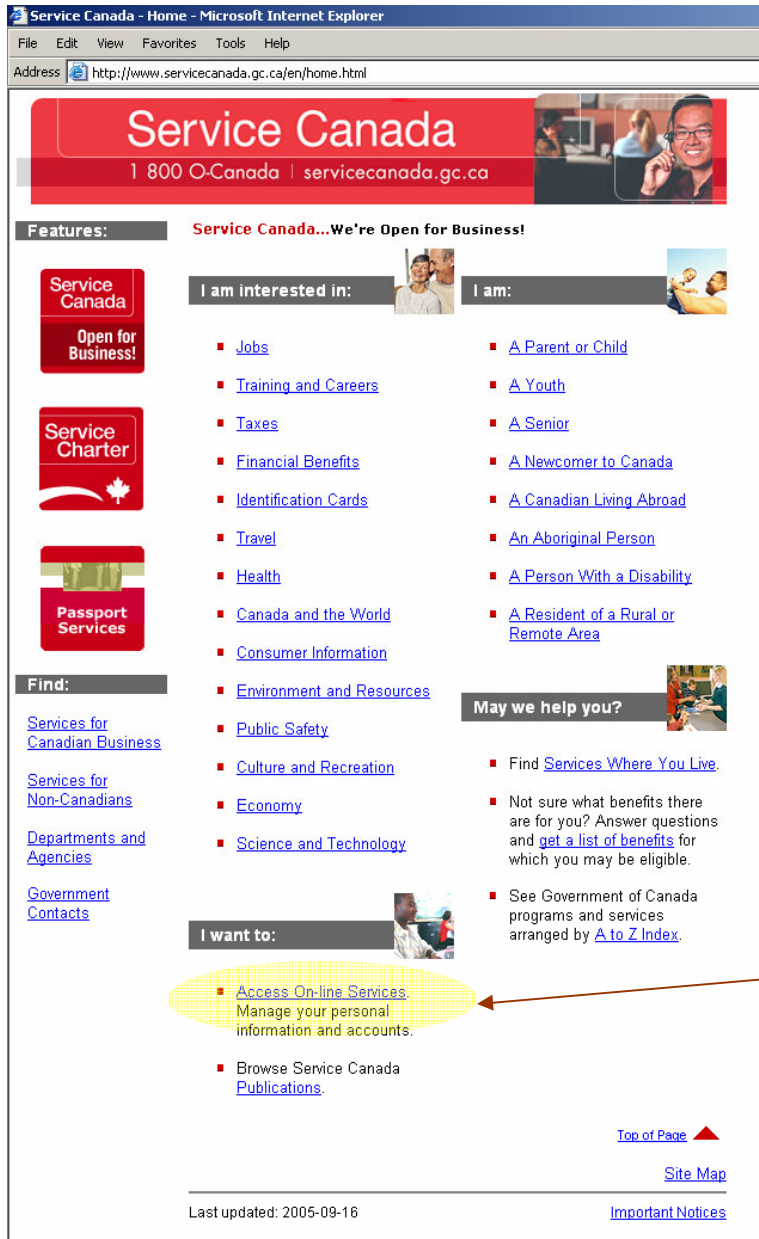 Service Canada - Home - Microsoft Internet Explorer
File Edit View Favorites Tools Help
Address http://www.servicecanada.gc.ca/en/home.html
Service Canada
1 800 O-Canada | servicecanada.gc.ca
Features:
Service
Canada
Open for
Business!
Service
Charter
Passport
Services
Find:
Services for
Canadian Business
Services for
Non-Canadians
Departments and
Agencies
Government
Contacts
Service Canada...We're Open for Business!
I am interested in:
Jobs
Training and Careers
Taxes
Financial Benefits
Identification Cards
Travel
Health
Canada and the World
Consumer Information
Environment and Resources
Public Safety
Culture and Recreation
Economy
Science and Technology
I want to:
Access On-line Services.
Manage your personal
information and accounts.
Browse Service Canada
Publications.
I am:
A Parent or Child
A Youth
A Senior
A Newcomer to Canada
A Canadian Living Abroad
An Aboriginal Person
A Person With a Disability
A Resident of a Rural or
Remote Area
May we help you?
Find Services Where You Live.
Not sure what benefits there
are for you? Answer questions
and get a list of benefits for
which you may be eligible.
See Government of Canada
programs and services
arranged by A to Z Index.
Top of Page
Site Map
Last updated: 2005-09-16
Important Notices